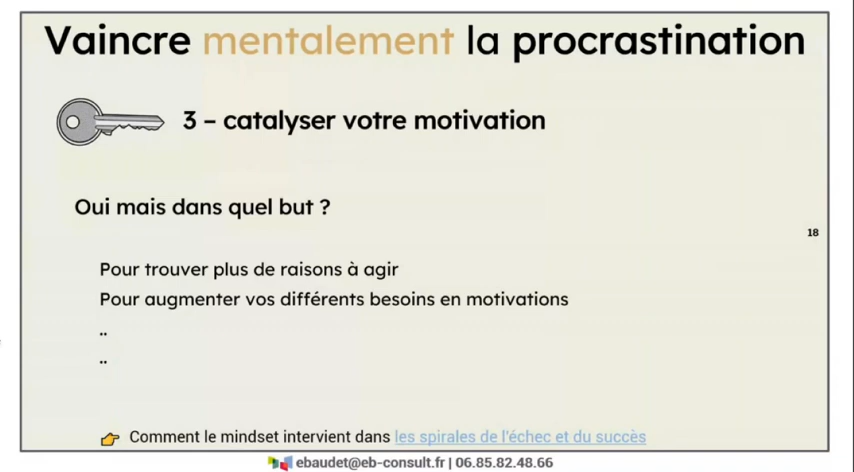 Vaincre mentalement la procrastination
3 – catalyser votre motivation
Oui mais dans quel but ?
18
Pour trouver plus de raisons à agir
Pour augmenter vos différents besoins en motivations
..
..
👉 Comment le mindset intervient dans les spirales de l'échec et du succès
ebaudet@eb-consult.fr | 06.85.82.48.66